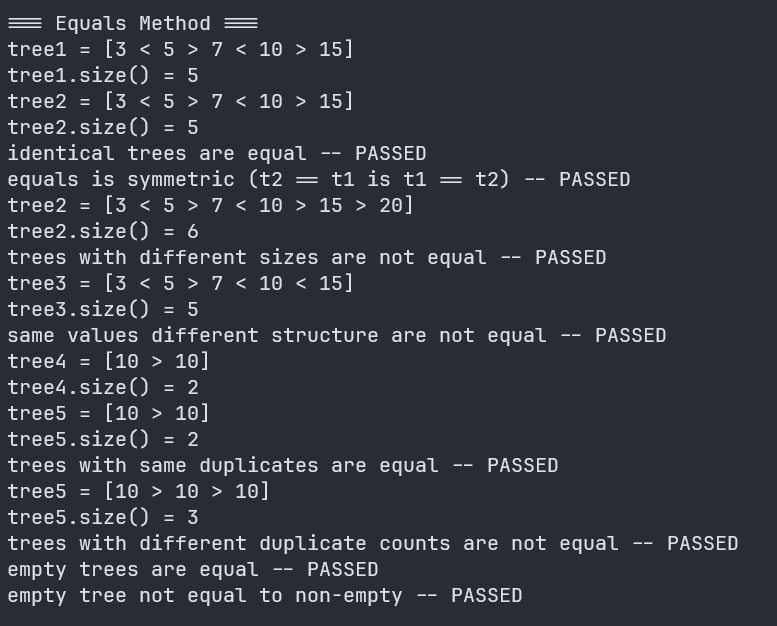 === Equals Method ===
tree1 = [3 < 5 > 7 < 10 > 15]
tree1.size() = 5
tree2 = [3 < 5 > 7 < 10 > 15]
tree2.size() = 5
identical trees are equal -- PASSED
equals is symmetric (t2 == t1 is t1 == t2) -- PASSED
tree2 = [3 < 5 > 7 < 10 > 15 > 20]
tree2.size() = 6
trees with different sizes are not equal -- PASSED
tree3 = [3 < 5 > 7 < 10 < 15]
tree3.size() = 5
same values different structure are not equal -- PASSED
tree4 = [10 > 10]
tree4.size() = 2
tree5 = [10 > 10]
tree5.size() = 2
trees with same duplicates are equal -- PASSED
tree5 = [10 > 10 > 10]
tree5.size() = 3
trees with different duplicate counts are not equal -- PASSED
empty trees are equal -- PASSED
empty tree not equal to non-empty -- PASSED